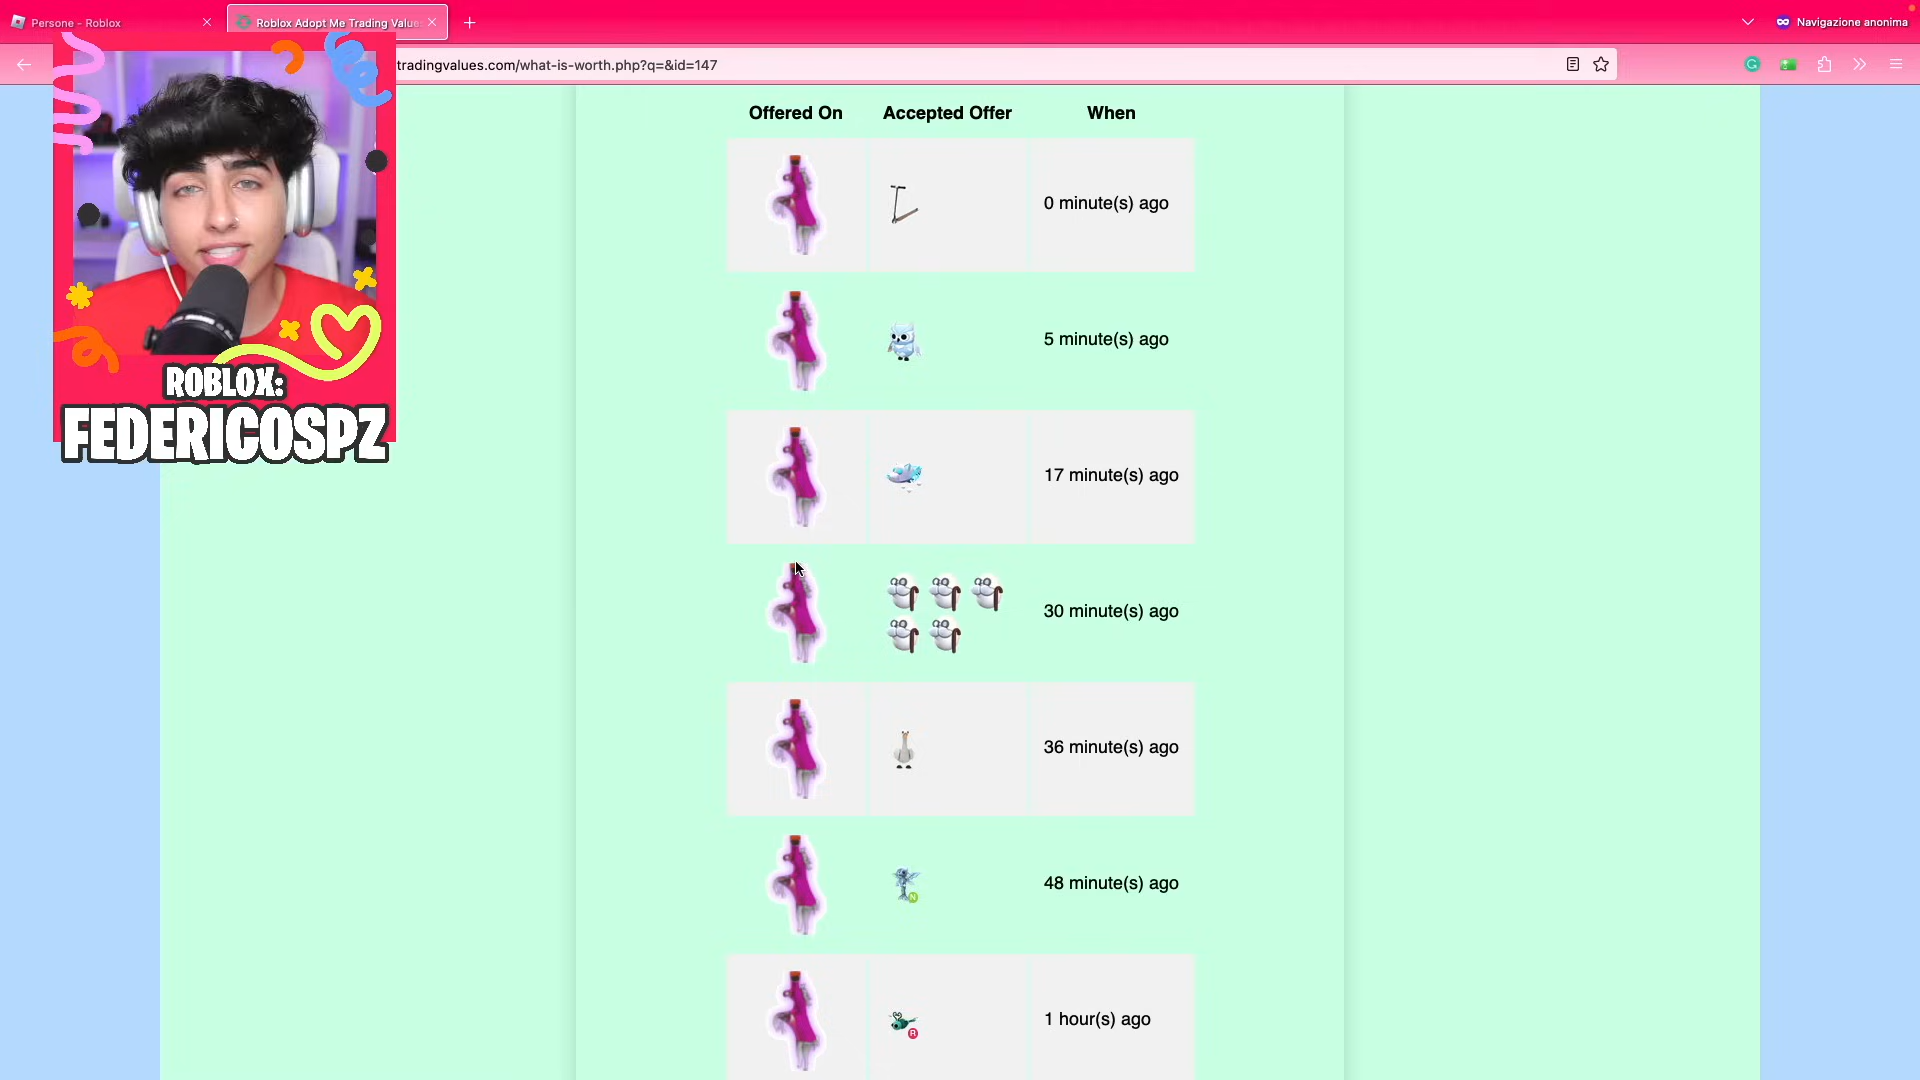 Persone – Roblox
Roblox Adopt Me Trading Value
Navigazione anonima
tradingvalues.com/what-is-worth.php?q=&id=147
Offered On Accepted Offer When
0 minute(s) ago
5 minute(s) ago
17 minute(s) ago
30 minute(s) ago
36 minute(s) ago
N
48 minute(s) ago
R
1 hour(s) ago
ROBLOX:
FEDERICOSPZ